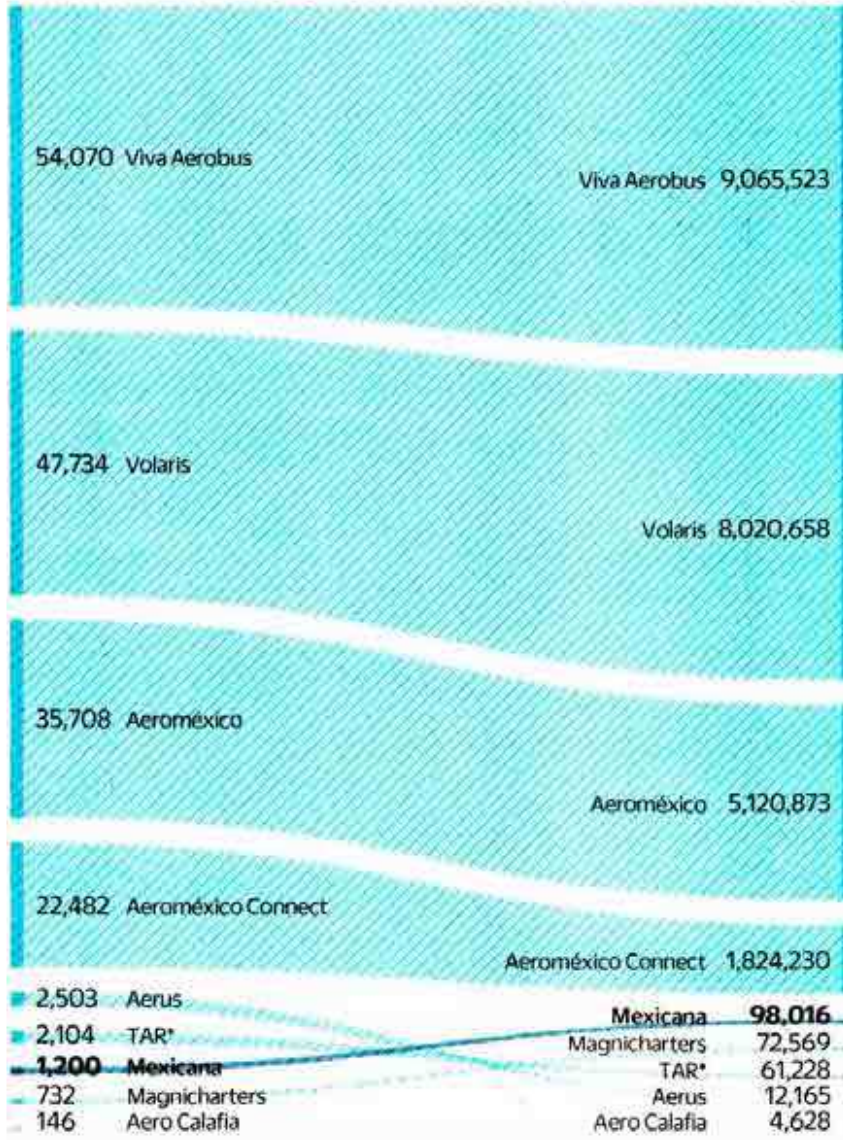 54,070 Viva Aerobus
Viva Aerobus 9,065,523
47,734 Volaris
Volaris 8,020,658
35,708 Aeroméxico
Aeroméxico 5,120,873
22,482 Aeroméxico Connect
Aeroméxico Connect 1,824,230
2,503 Aerus
2,104 TAR*
1,200 Mexicana
732 Magnicharters
146 Aero Calafia
Mexicana 98,016
Magnicharters 72,569
TAR* 61,228
Aerus 12,165
Aero Calafia 4,628